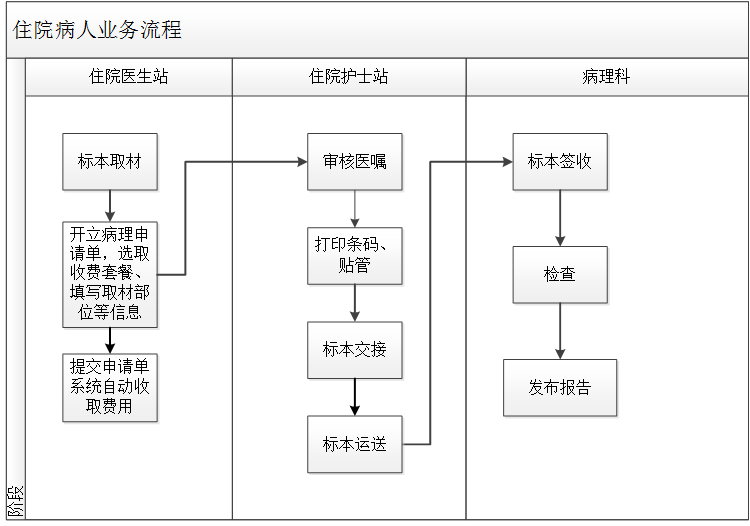 住院病人业务流程
住院医生站
住院护士站
病理科
标本取材
开立病理申
请单，选取
收费套餐、
填写取材部
位等信息
提交申请单
系统自动收
取费用
审核医嘱
打印条码、
贴管
标本交接
标本运送
标本签收
检查
发布报告
阶段